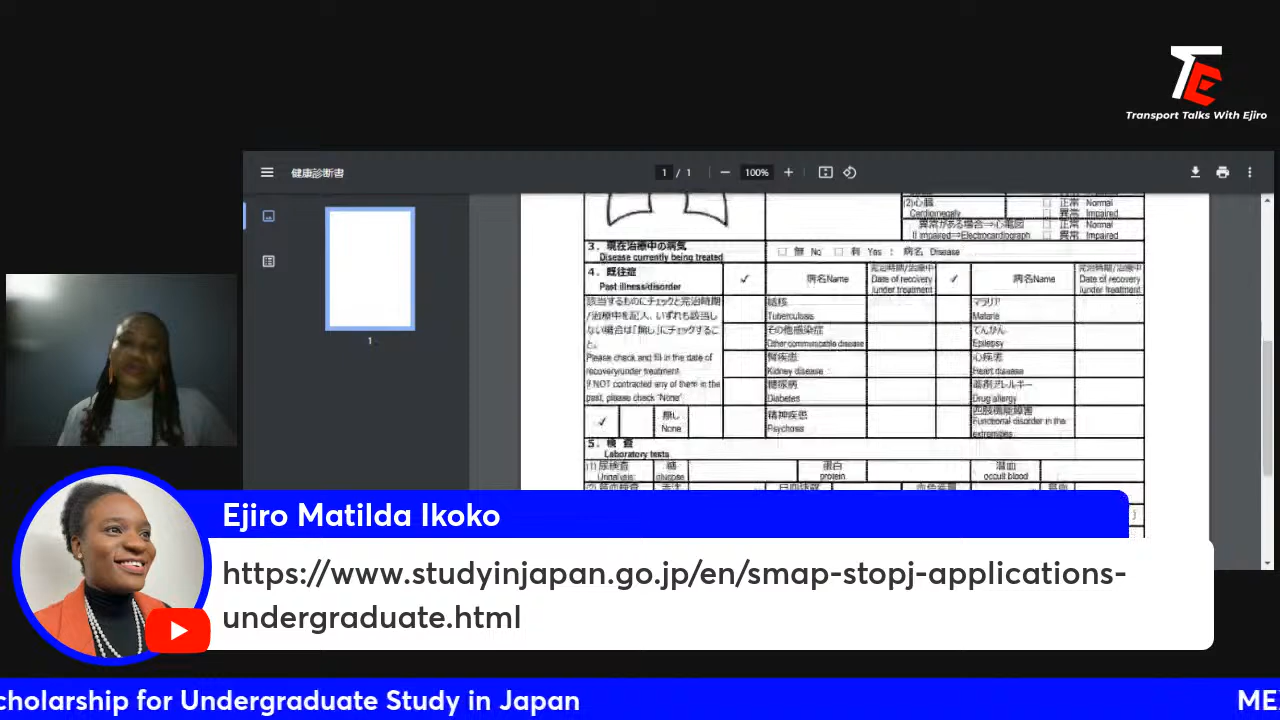 TE
Transport Talks With Ejiro
健康診断書
1 / 1
100%
1
(2)心臓
Cardiomegaly
正常 Normal
異常 Impaired
異常がある場合⇒心電図
If impaired⇒Electrocardiograph
正常 Normal
異常 Impaired
3．現在治療中の病気
Disease currently being treated
無 No
有 Yes : 病名 Disease
4．既往症
Past illness/disorder
✓
病名Name
完治時期/治療中
Date of recovery
/under treatment
✓
病名Name
完治時期/治療中
Date of recovery
/under treatment
該当するものにチェックと完治時期
/治療中を記入、いずれも該当し
ない場合は「無し」にチェックするこ
と。
Please check and fill in the date of
recovery/under treatment
If NOT contracted any of them in the
past, please check "None"
✓
無し
None
結核
Tuberculosis
マラリア
Malaria
その他感染症
Other communicable disease
てんかん
Epilepsy
腎疾患
Kidney disease
心疾患
Heart disease
糖尿病
Diabetes
薬剤アレルギー
Drug allergy
精神疾患
Psychosis
四肢機能障害
Functional disorder in the
extremities
5．検 査
Laboratory tests
(1) 尿検査
Urinalysis:
糖
glucose
蛋白
protein
潜血
occult blood
Ejiro Matilda Ikoko
https://www.studyinjapan.go.jp/en/smap-stopj-applications-
undergraduate.html
cholarship for Undergraduate Study in Japan
ME